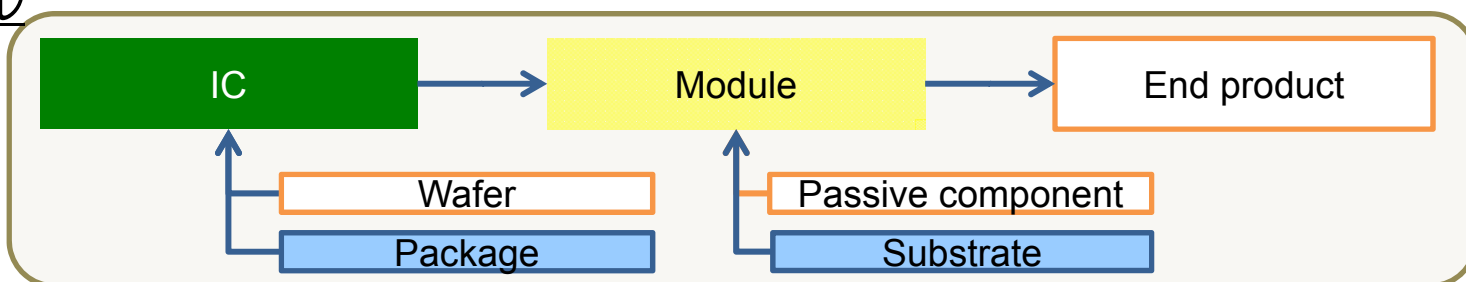 IC
Module
End product
Wafer
Passive component
Package
Substrate